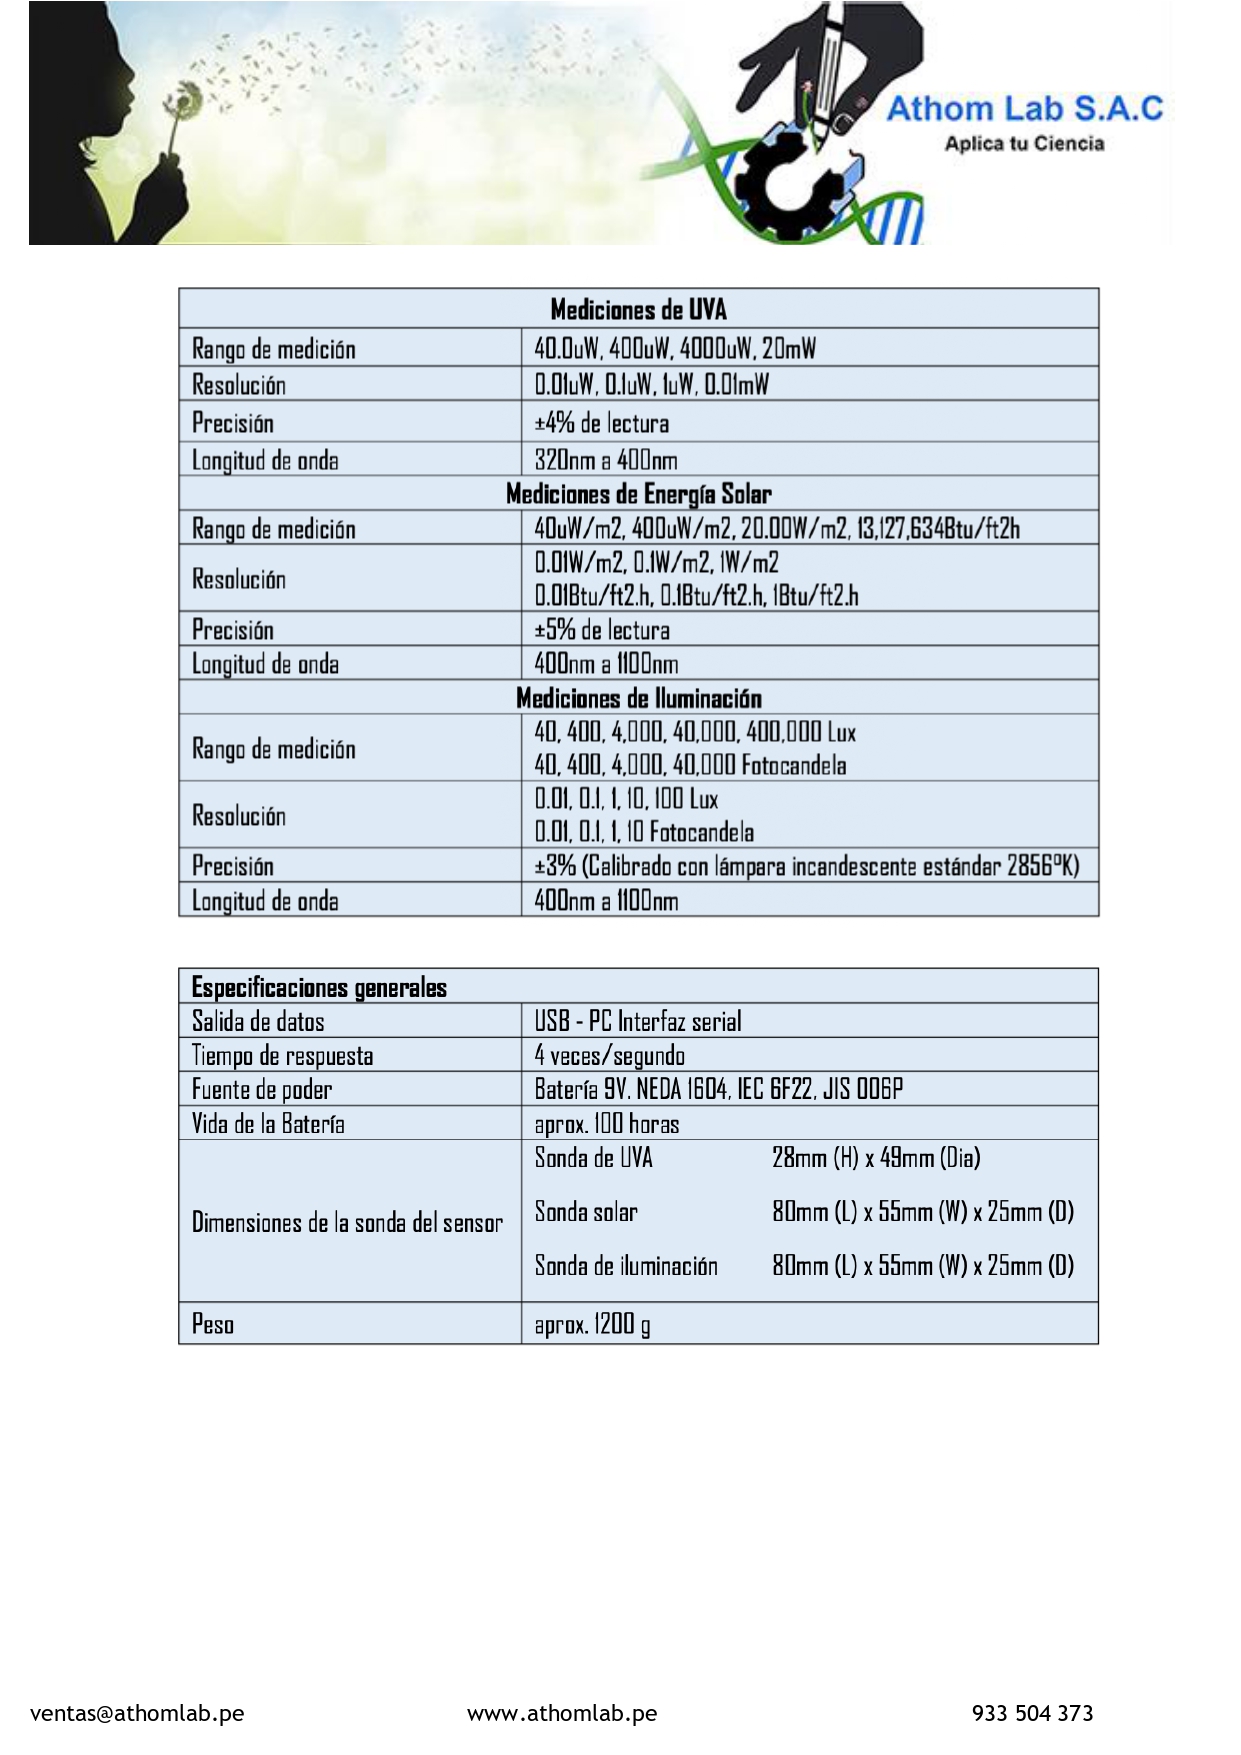 Athom Lab S.A.C
Aplica tu Ciencia
Mediciones de UVA
Rango de medición 40.0uW, 400uW, 4000uW, 20mW
Resolución 0.01uW, 0.1uW, 1uW, 0.01mW
Precisión ±4% de lectura
Longitud de onda 320nm a 400nm
Mediciones de Energía Solar
Rango de medición 40uW/m2, 400uW/m2, 20.00W/m2, 13,127,634Btu/ft2h
Resolución
0.01W/m2, 0.1W/m2, 1W/m2
0.01Btu/ft2.h, 0.1Btu/ft2.h, 1Btu/ft2.h
Precisión ±5% de lectura
Longitud de onda 400nm a 1100nm
Mediciones de Iluminación
Rango de medición
40, 400, 4,000, 40,000, 400,000 Lux
40, 400, 4,000, 40,000 Fotocandela
Resolución
0.01, 0.1, 1, 10, 100 Lux
0.01, 0.1, 1, 10 Fotocandela
Precisión ±3% (Calibrado con lámpara incandescente estándar 2856ºK)
Longitud de onda 400nm a 1100nm
Especificaciones generales
Salida de datos USB - PC Interfaz serial
Tiempo de respuesta 4 veces/segundo
Fuente de poder Batería 9V. NEDA 1604, IEC 6F22, JIS 006P
Vida de la Batería aprox. 100 horas
Dimensiones de la sonda del sensor
Sonda de UVA 28mm (H) x 49mm (Dia)
Sonda solar 80mm (L) x 55mm (W) x 25mm (D)
Sonda de iluminación 80mm (L) x 55mm (W) x 25mm (D)
Peso aprox. 1200 g
ventas@athomlab.pe www.athomlab.pe 933 504 373